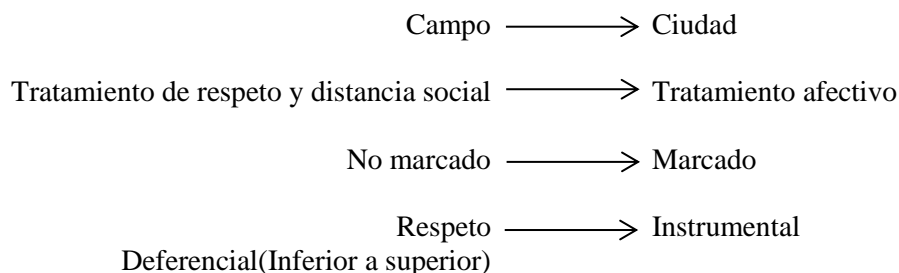 Campo Ciudad
Tratamiento de respeto y distancia social Tratamiento afectivo
No marcado Marcado
Respeto Instrumental
Deferencial(Inferior a superior)